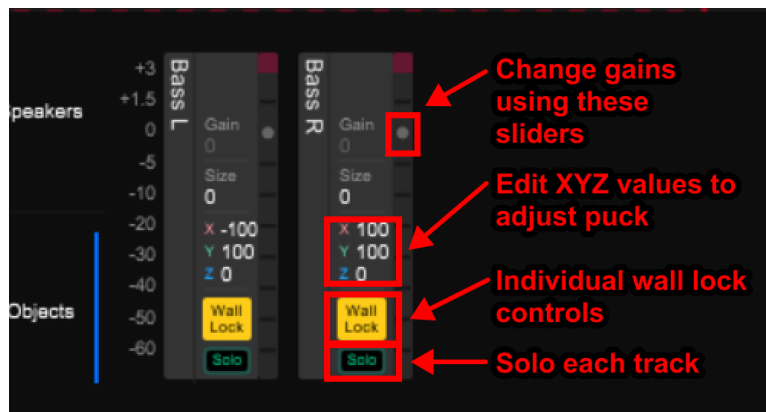 Speakers
Objects
+3
+1.5
0
-5
-10
-20
-30
-40
-50
-60
Bass L
Gain
0
Size
0
X -100
Y 100
Z 0
Wall
Lock
Solo
Bass R
Gain
0
Size
0
X 100
Y 100
Z 0
Wall
Lock
Solo
Change gains
using these
sliders
Edit XYZ values to
adjust puck
Individual wall lock
controls
Solo each track